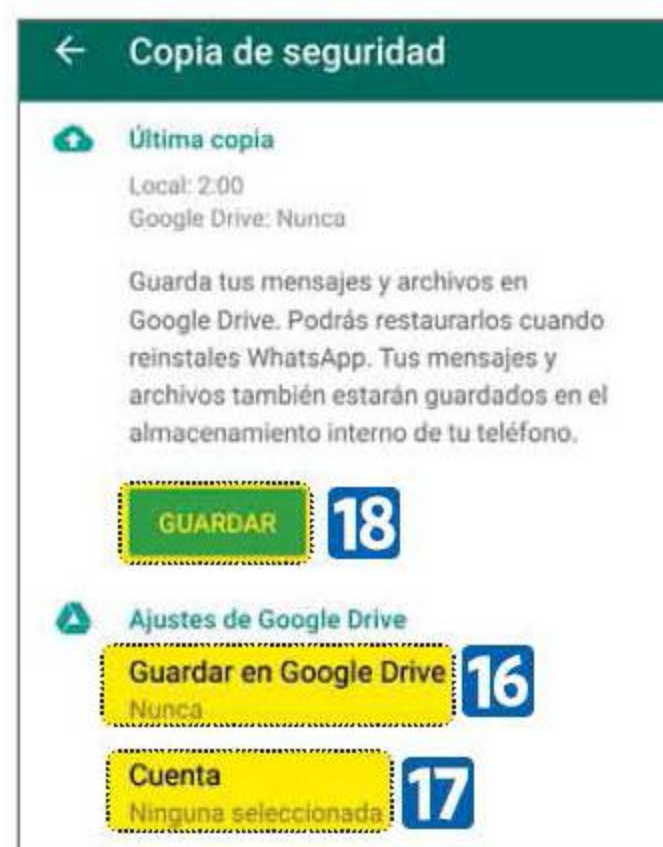 Copia de seguridad
Última copia
Local: 2:00
Google Drive: Nunca
Guarda tus mensajes y archivos en
Google Drive. Podrás restaurarlos cuando
reinstales WhatsApp. Tus mensajes y
archivos también estarán guardados en el
almacenamiento interno de tu teléfono.
GUARDAR 18
Ajustes de Google Drive
Guardar en Google Drive 16
Nunca
Cuenta 17
Ninguna seleccionada